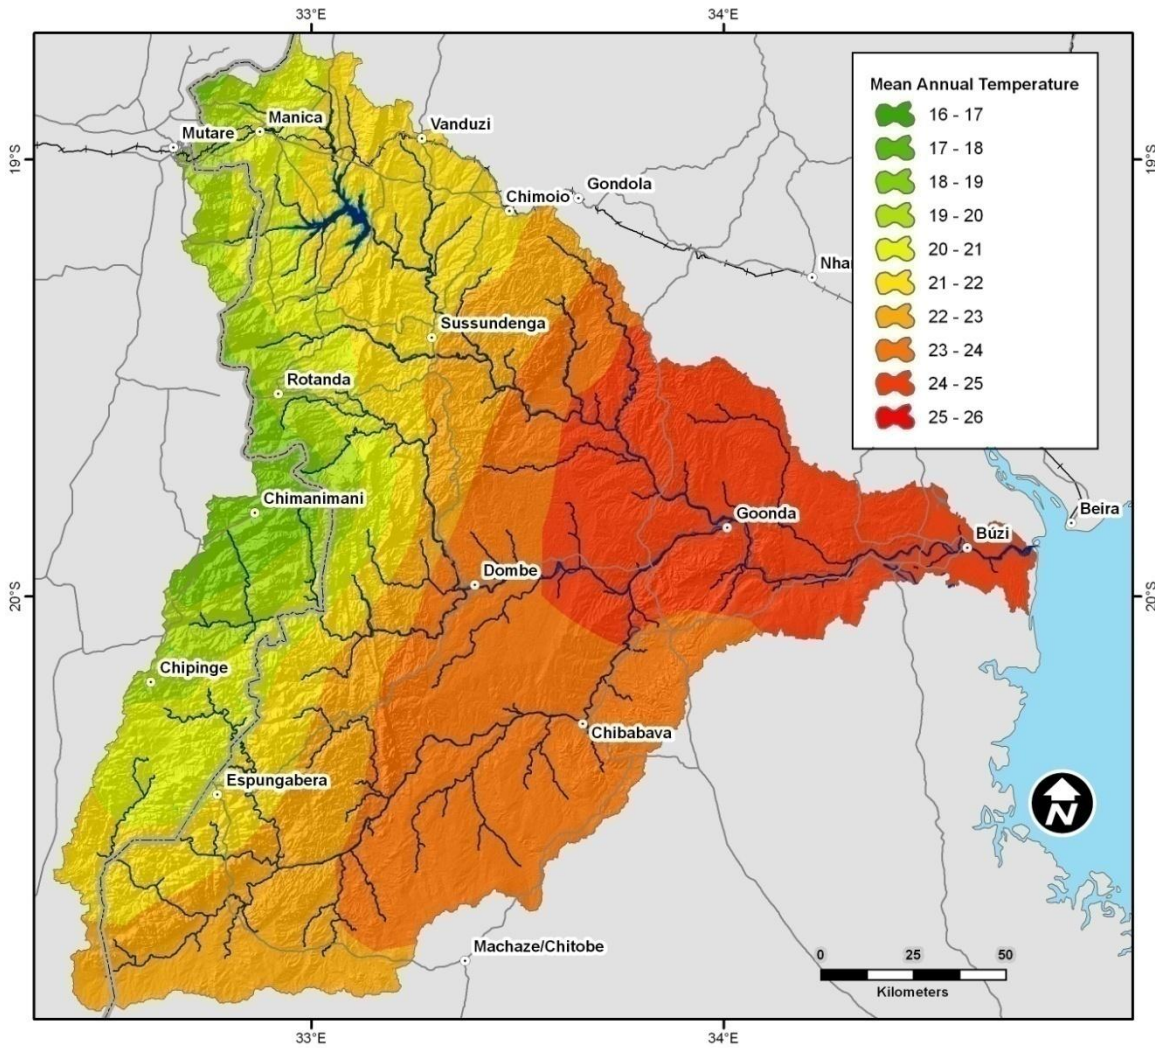 33°E
34°E
Mean Annual Temperature
16 - 17
17 - 18
18 - 19
19 - 20
20 - 21
21 - 22
22 - 23
23 - 24
24 - 25
25 - 26
Manica
Vanduzi
Mutare
19°S
19°S
Chimoio
Gondola
Nha
Sussundenga
Rotanda
Chimanimani
Goonda
Beira
Búzi
Dombe
20°S
20°S
Chipinge
Chibababava
Espungabera
N
Machaze/Chitobe
0
25
50
Kilometers
33°E
34°E